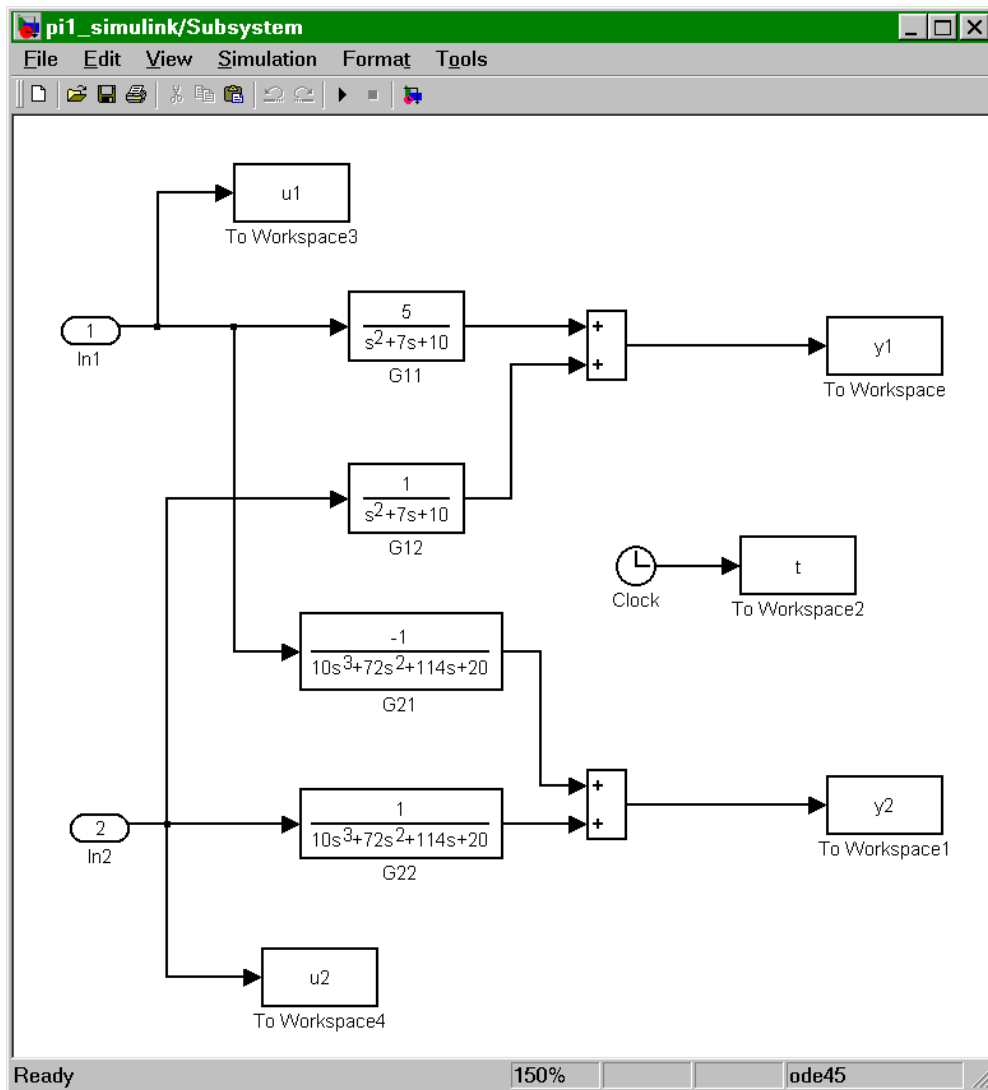 pi1_simulink/Subsystem
File Edit View Simulation Format Tools
u1
To Workspace3
1
In1
5
s2+7s+10
G11
+
+
y1
To Workspace
1
s2+7s+10
G12
Clock
t
To Workspace2
-1
10s3+72s2+114s+20
G21
2
In2
1
10s3+72s2+114s+20
G22
+
+
y2
To Workspace1
u2
To Workspace4
Ready 150% ode45